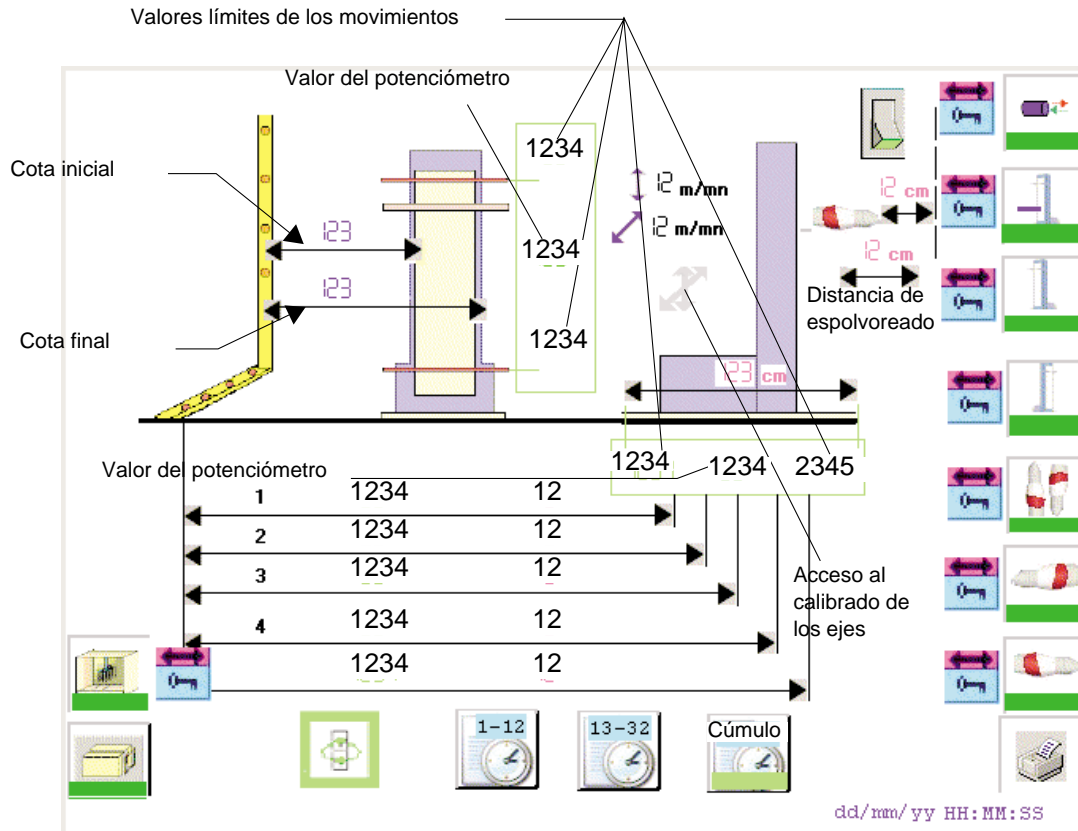 Valores límites de los movimientos
Valor del potenciómetro
1234
Cota inicial
12 m/mn
12 cm
123
12 m/mn
1234
12 cm
123
Distancia de
espolvoreado
Cota final
1234
123 cm
1234
1234
2345
Valor del potenciómetro
1
1234
12
2
1234
12
3
1234
12
Acceso al
calibrado de
los ejes
4
1234
12
1234
12
1-12
13-32
Cúmulo
dd/mm/yy HH:MM:SS